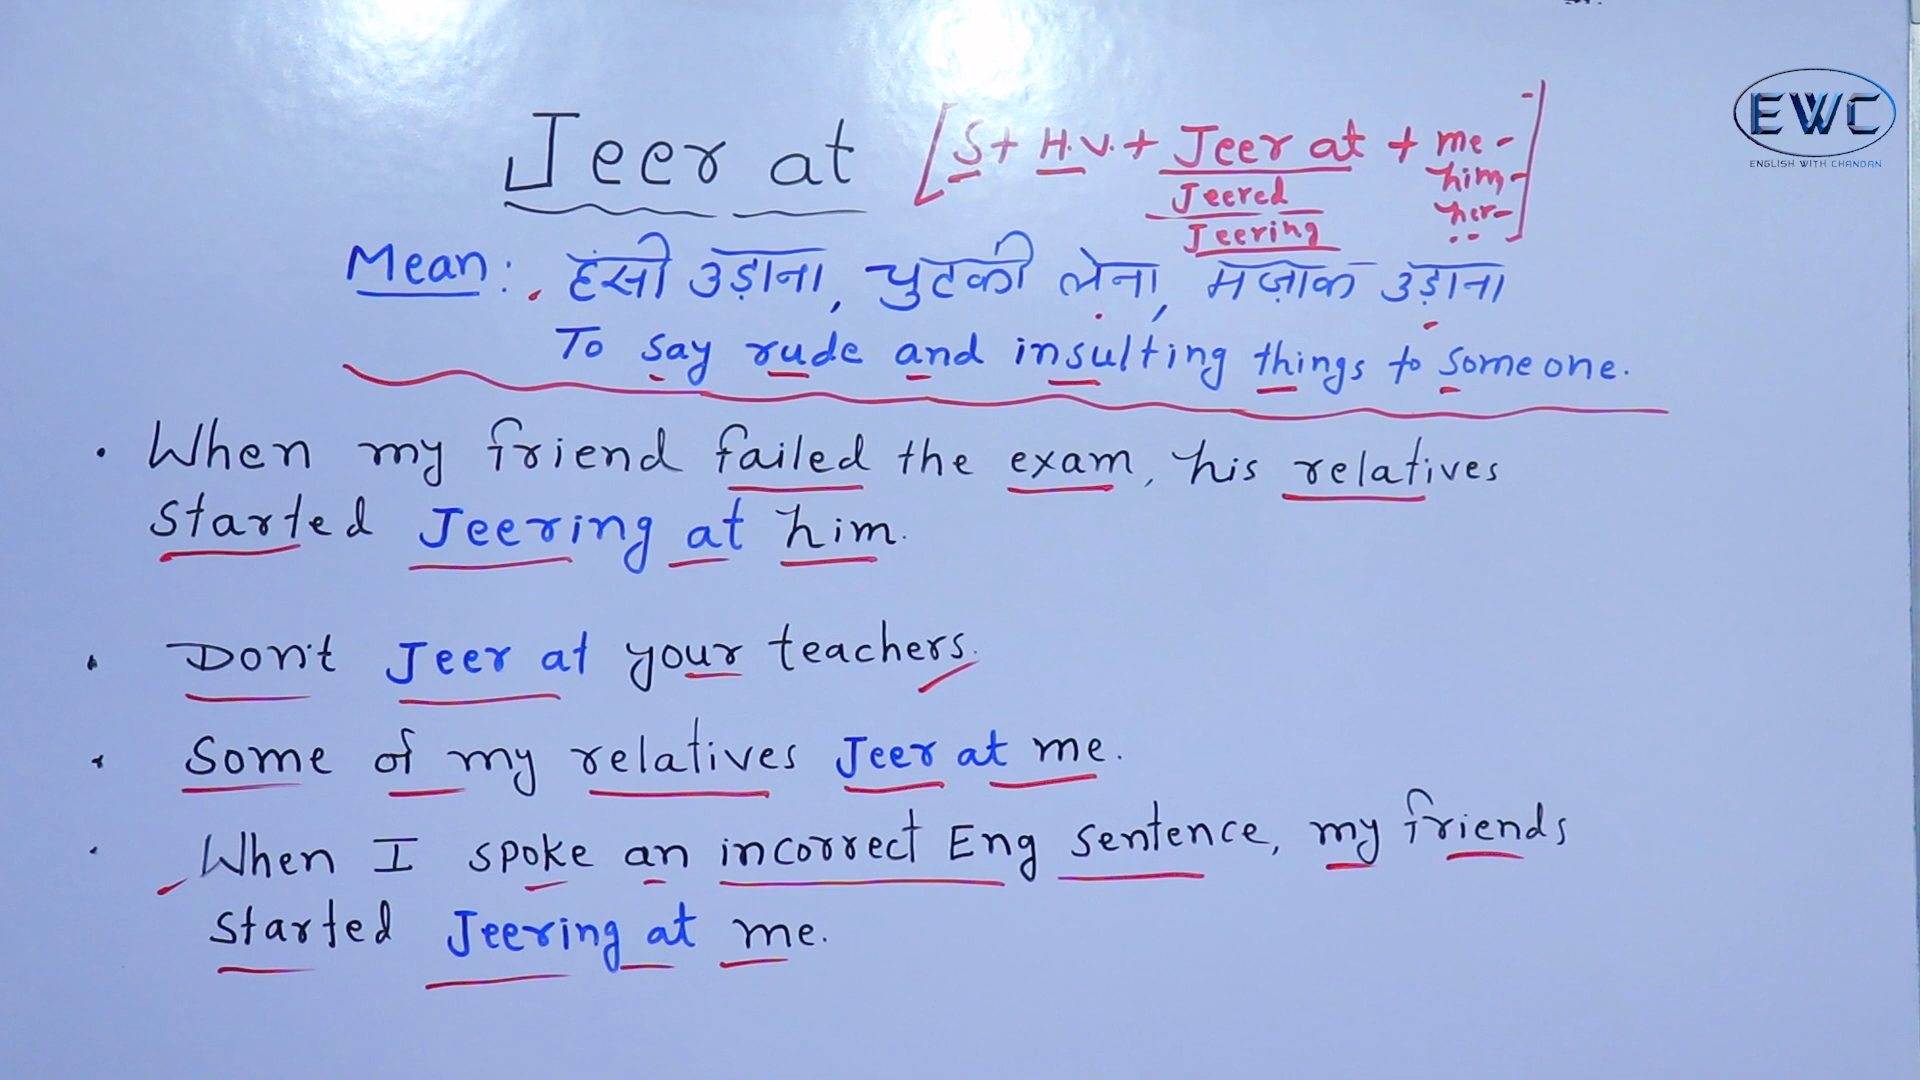 Jeer at [S + H.V. + Jeer at + me -
him -
Jeered
her -
Jeering
EWC
ENGLISH WITH CHANDAN
Mean: हंसी उड़ाना, चुटकी लेना, मज़ाक उड़ाना
To say rude and insulting things to someone.
• When my friend failed the exam, his relatives
started Jeering at him.
• Don't Jeer at your teachers.
• Some of my relatives Jeer at me.
• When I spoke an incorrect Eng sentence, my friends
started Jeering at me.